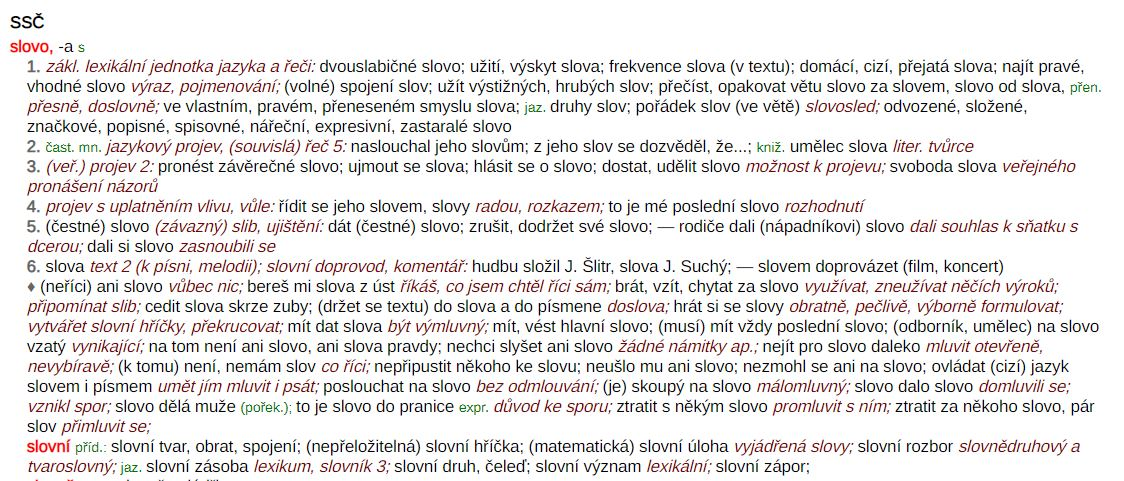 SSČ
slovo, -a s
1. zákl. lexikální jednotka jazyka a řeči: dvouslabičné slovo; užití, výskyt slova; frekvence slova (v textu); domácí, cizí, přejatá slova; najít pravé,
vhodné slovo výraz, pojmenování; (volné) spojení slov; užít výstižných, hrubých slov; přečíst, opakovat větu slovo za slovem, slovo od slova, přen.
přesně, doslovně; ve vlastním, pravém, přeneseném smyslu slova; jaz. druhy slov; pořádek slov (ve větě) slovosled; odvozené, složené,
značkové, popisné, spisovné, nářeční, expresivní, zastaralé slovo
2. čast. mn. jazykový projev, (souvislá) řeč 5: naslouchal jeho slovům; z jeho slov se dozvěděl, že...; kniž. umělec slova liter. tvůrce
3. (veř.) projev 2: pronést závěrečné slovo; ujmout se slova; hlásit se o slovo; dostat, udělit slovo možnost k projevu; svoboda slova veřejného
pronášení názorů
4. projev s uplatněním vlivu, vůle: řídit se jeho slovem, slovy radou, rozkazem; to je mé poslední slovo rozhodnutí
5. (čestné) slovo (závazný) slib, ujištění: dát (čestné) slovo; zrušit, dodržet své slovo; — rodiče dali (nápadníkovi) slovo dali souhlas k sňatku s
dcerou; dali si slovo zasnoubili se
6. slova text 2 (k písni, melodii); slovní doprovod, komentář: hudbu složil J. Šlitr, slova J. Suchý; — slovem doprovázet (film, koncert)
♦ (neříci) ani slovo vůbec nic; bereš mi slova z úst říkáš, co jsem chtěl říci sám; brát, vzít, chytat za slovo využívat, zneužívat něčích výroků;
připomínat slib; cedit slova skrze zuby; (držet se textu) do slova a do písmene doslova; hrát si se slovy obratně, pečlivě, výborně formulovat;
vytvářet slovní hříčky, překrucovat; mít dat slova být výmluvný; mít, vést hlavní slovo; (musí) mít vždy poslední slovo; (odborník, umělec) na slovo
vzatý vynikající; na tom není ani slovo, ani slova pravdy; nechci slyšet ani slovo žádné námitky ap.; nejít pro slovo daleko mluvit otevřeně,
nevybíravě; (k tomu) není, nemám slov co říci; nepřipustit někoho ke slovu; neušlo mu ani slovo; nezmohl se ani na slovo; ovládat (cizí) jazyk
slovem i písmem umět jím mluvit i psát; poslouchat na slovo bez odmlouvání; (je) skoupý na slovo málomluvný; slovo dalo slovo domluvili se;
vznikl spor; slovo dělá muže (pořek.); to je slovo do pranice expr. důvod ke sporu; ztratit s někým slovo promluvit s ním; ztratit za někoho slovo, pár
slov přimluvit se;
slovní příd.: slovní tvar, obrat, spojení; (nepřeložitelná) slovní hříčka; (matematická) slovní úloha vyjádřená slovy; slovní rozbor slovnědruhový a
tvaroslovný; jaz. slovní zásoba lexikum, slovník 3; slovní druh, čeleď; slovní význam lexikální; slovní zápor;